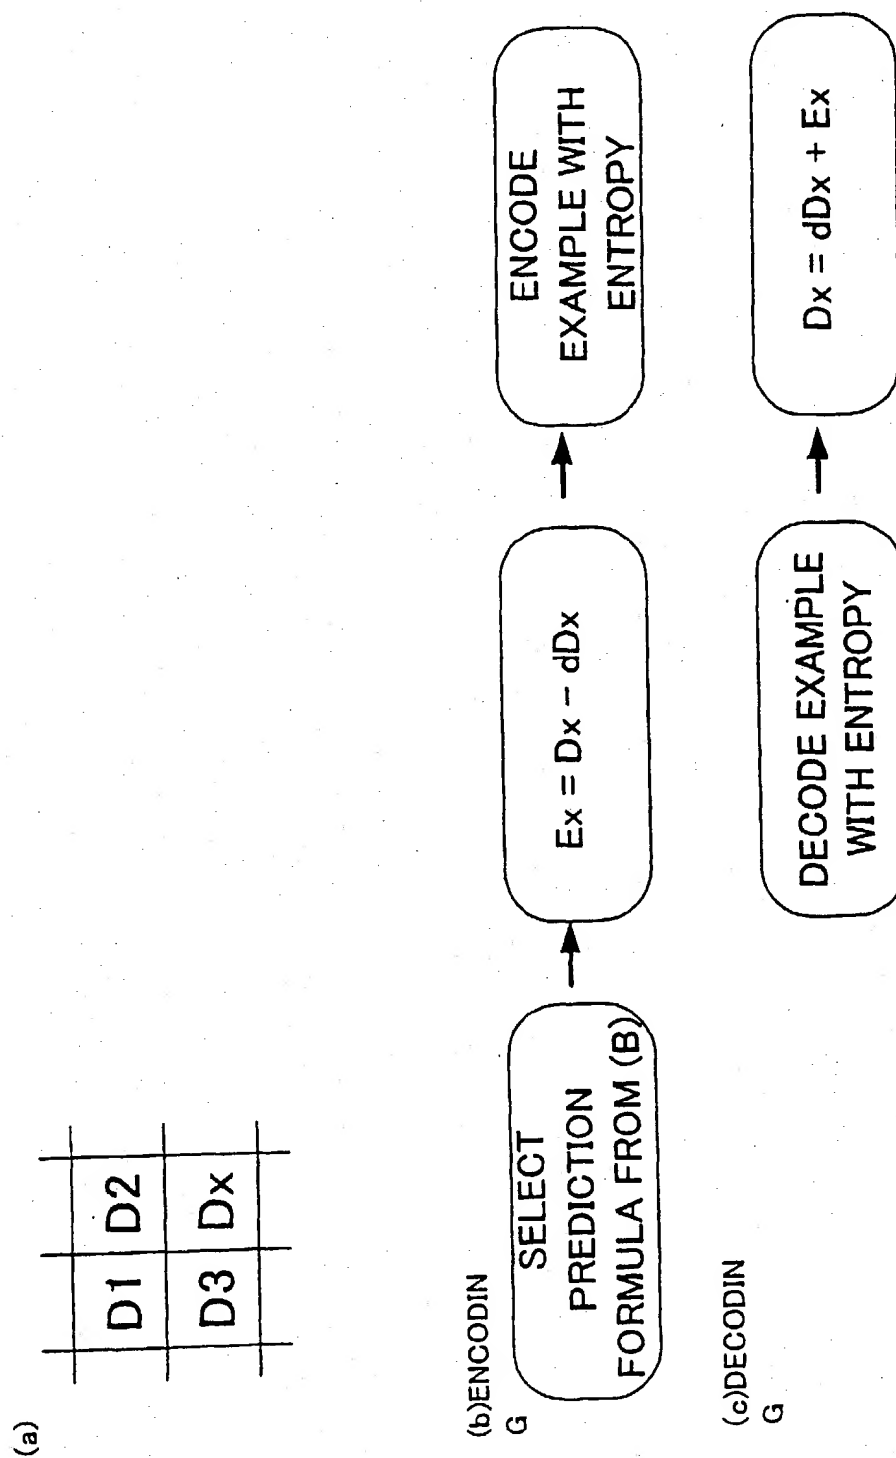 (a)
D1 D2
D3 Dx
(b)ENCODIN
G
SELECT
PREDICTION
FORMULA FROM (B)
Ex = Dx - dDx
ENCODE
EXAMPLE WITH
ENTROPY
(c)DECODIN
G
DECODE EXAMPLE
WITH ENTROPY
Dx = dDx + Ex